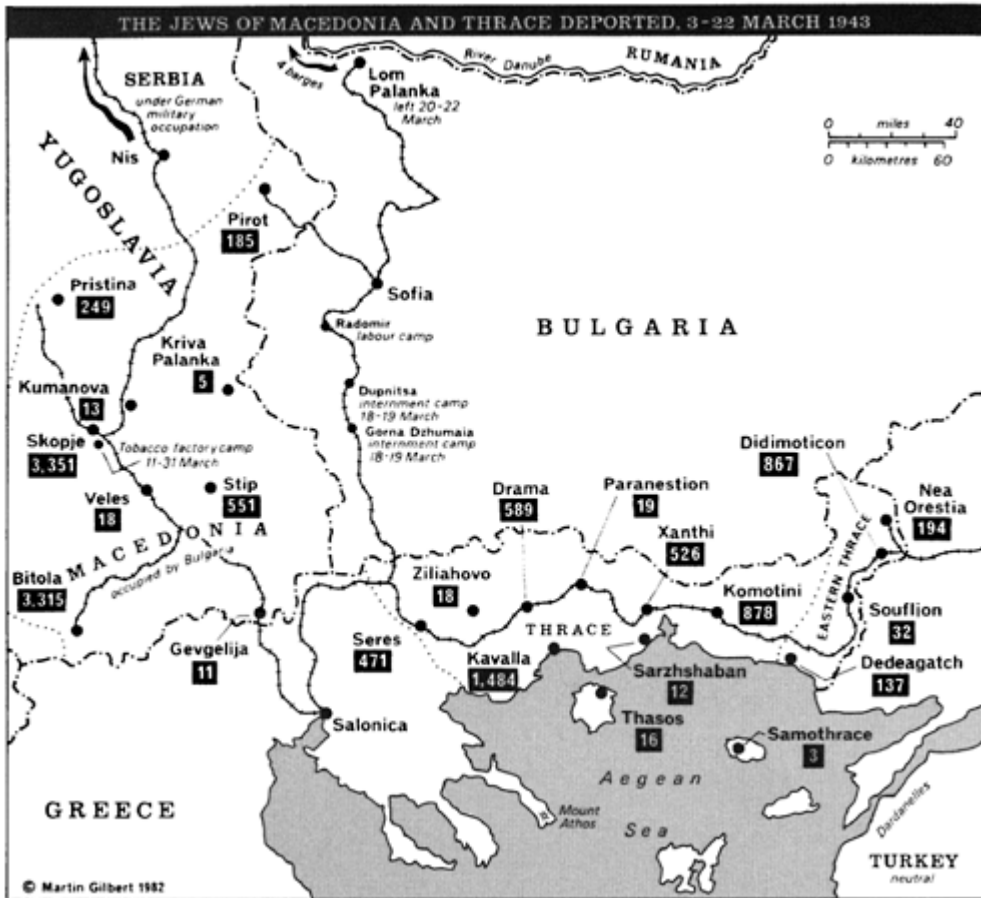 THE JEWS OF MACEDONIA AND THRACE DEPORTED, 3-22 MARCH 1943
SERBIA
under German
military
occupation
Nis
YUGOSLAVIA
4 barges
Lom
Palanka
left 20-22
March
River Danube
RUMANIA
0 miles 40
0 kilometres 60
Pirot
185
Pristina
249
Sofia
Radomir
labour camp
BULGARIA
Kriva
Palanka
5
Kumanova
13
Skopje
3,351
Tobacco factory camp
11-31 March
Dupnitsa
internment camp
18-19 March
Gorna Dzhumaia
internment camp
18-19 March
Veles
18
Stip
551
MACEDONIA
occupied by Bulgaria
Bitola
3,315
Gevgelija
11
Didimoticon
867
Nea
Orestia
194
Drama
589
Paranestion
19
Xanthi
526
Ziliahovo
18
Komotini
878
EASTERN THRACE
Souflion
32
Seres
471
THRACE
Kavalla
1,484
Sarzhshaban
12
Dedeagatch
137
Thasos
16
Samothrace
3
Salonica
Aegean
Sea
Mount
Athos
GREECE
Dardanelles
TURKEY
neutral
© Martin Gilbert 1982